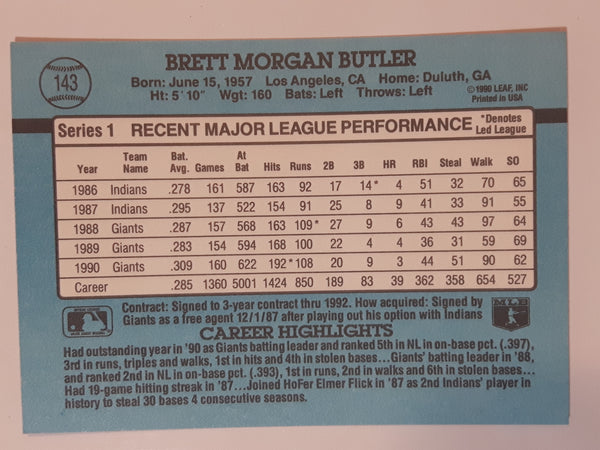 143
BRETT MORGAN BUTLER
Born: June 15, 1957 Los Angeles, CA Home: Duluth, GA
Ht: 5' 10" Wgt: 160 Bats: Left Throws: Left
©1990 LEAF, INC
Printed in USA
Series 1 RECENT MAJOR LEAGUE PERFORMANCE *Denotes Led League
Year Team Name Bat. Avg. Games At Bat Hits Runs 2B 3B HR RBI Steal Walk SO
1986 Indians .278 161 587 163 92 17 14* 4 51 32 70 65
1987 Indians .295 137 522 154 91 25 8 9 41 33 91 55
1988 Giants .287 157 568 163 109* 27 9 6 43 43 97 64
1989 Giants .283 154 594 168 100 22 4 4 36 31 59 69
1990 Giants .309 160 622 192* 108 20 9 3 44 51 90 62
Career .285 1360 5001 1424 850 189 83 39 362 358 654 527
Contract: Signed to 3-year contract thru 1992. How acquired: Signed by
Giants as a free agent 12/1/87 after playing out his option with Indians
MLB
CAREER HIGHLIGHTS
Had outstanding year in '90 as Giants batting leader and ranked 5th in NL in on-base pct. (.397),
3rd in runs, triples and walks, 1st in hits and 4th in stolen bases...Giants' batting leader in '88,
and ranked 2nd in NL in on-base pct. (.393), 1st in runs, 2nd in walks and 6th in stolen bases...
Had 19-game hitting streak in '87...Joined HoFer Elmer Flick in '87 as 2nd Indians' player in
history to steal 30 bases 4 consecutive seasons.